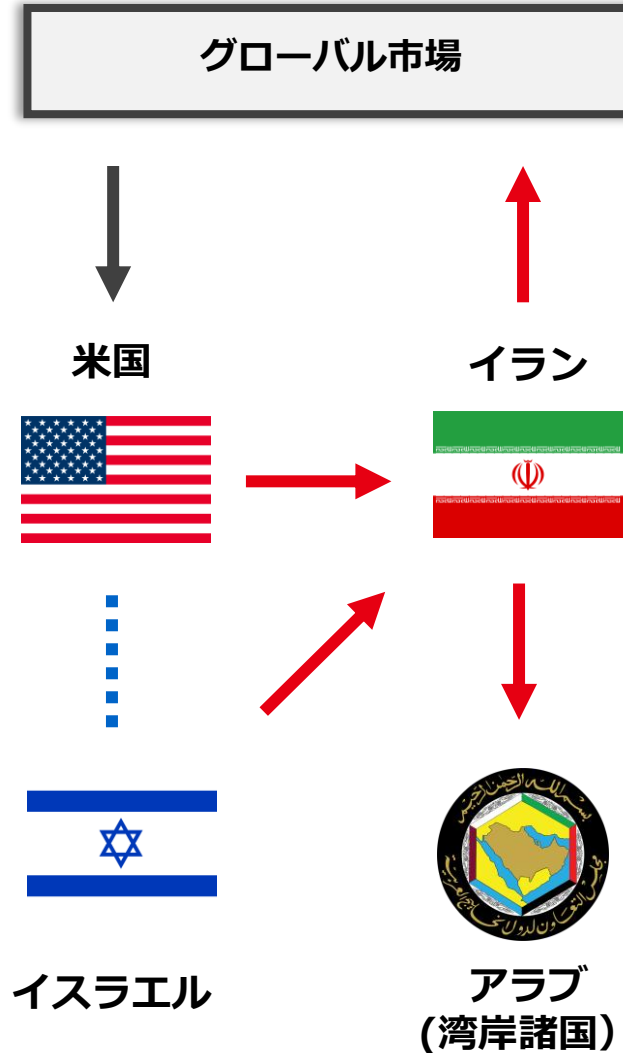 グローバル市場
米国
イラン
イスラエル
アラブ
(湾岸諸国）